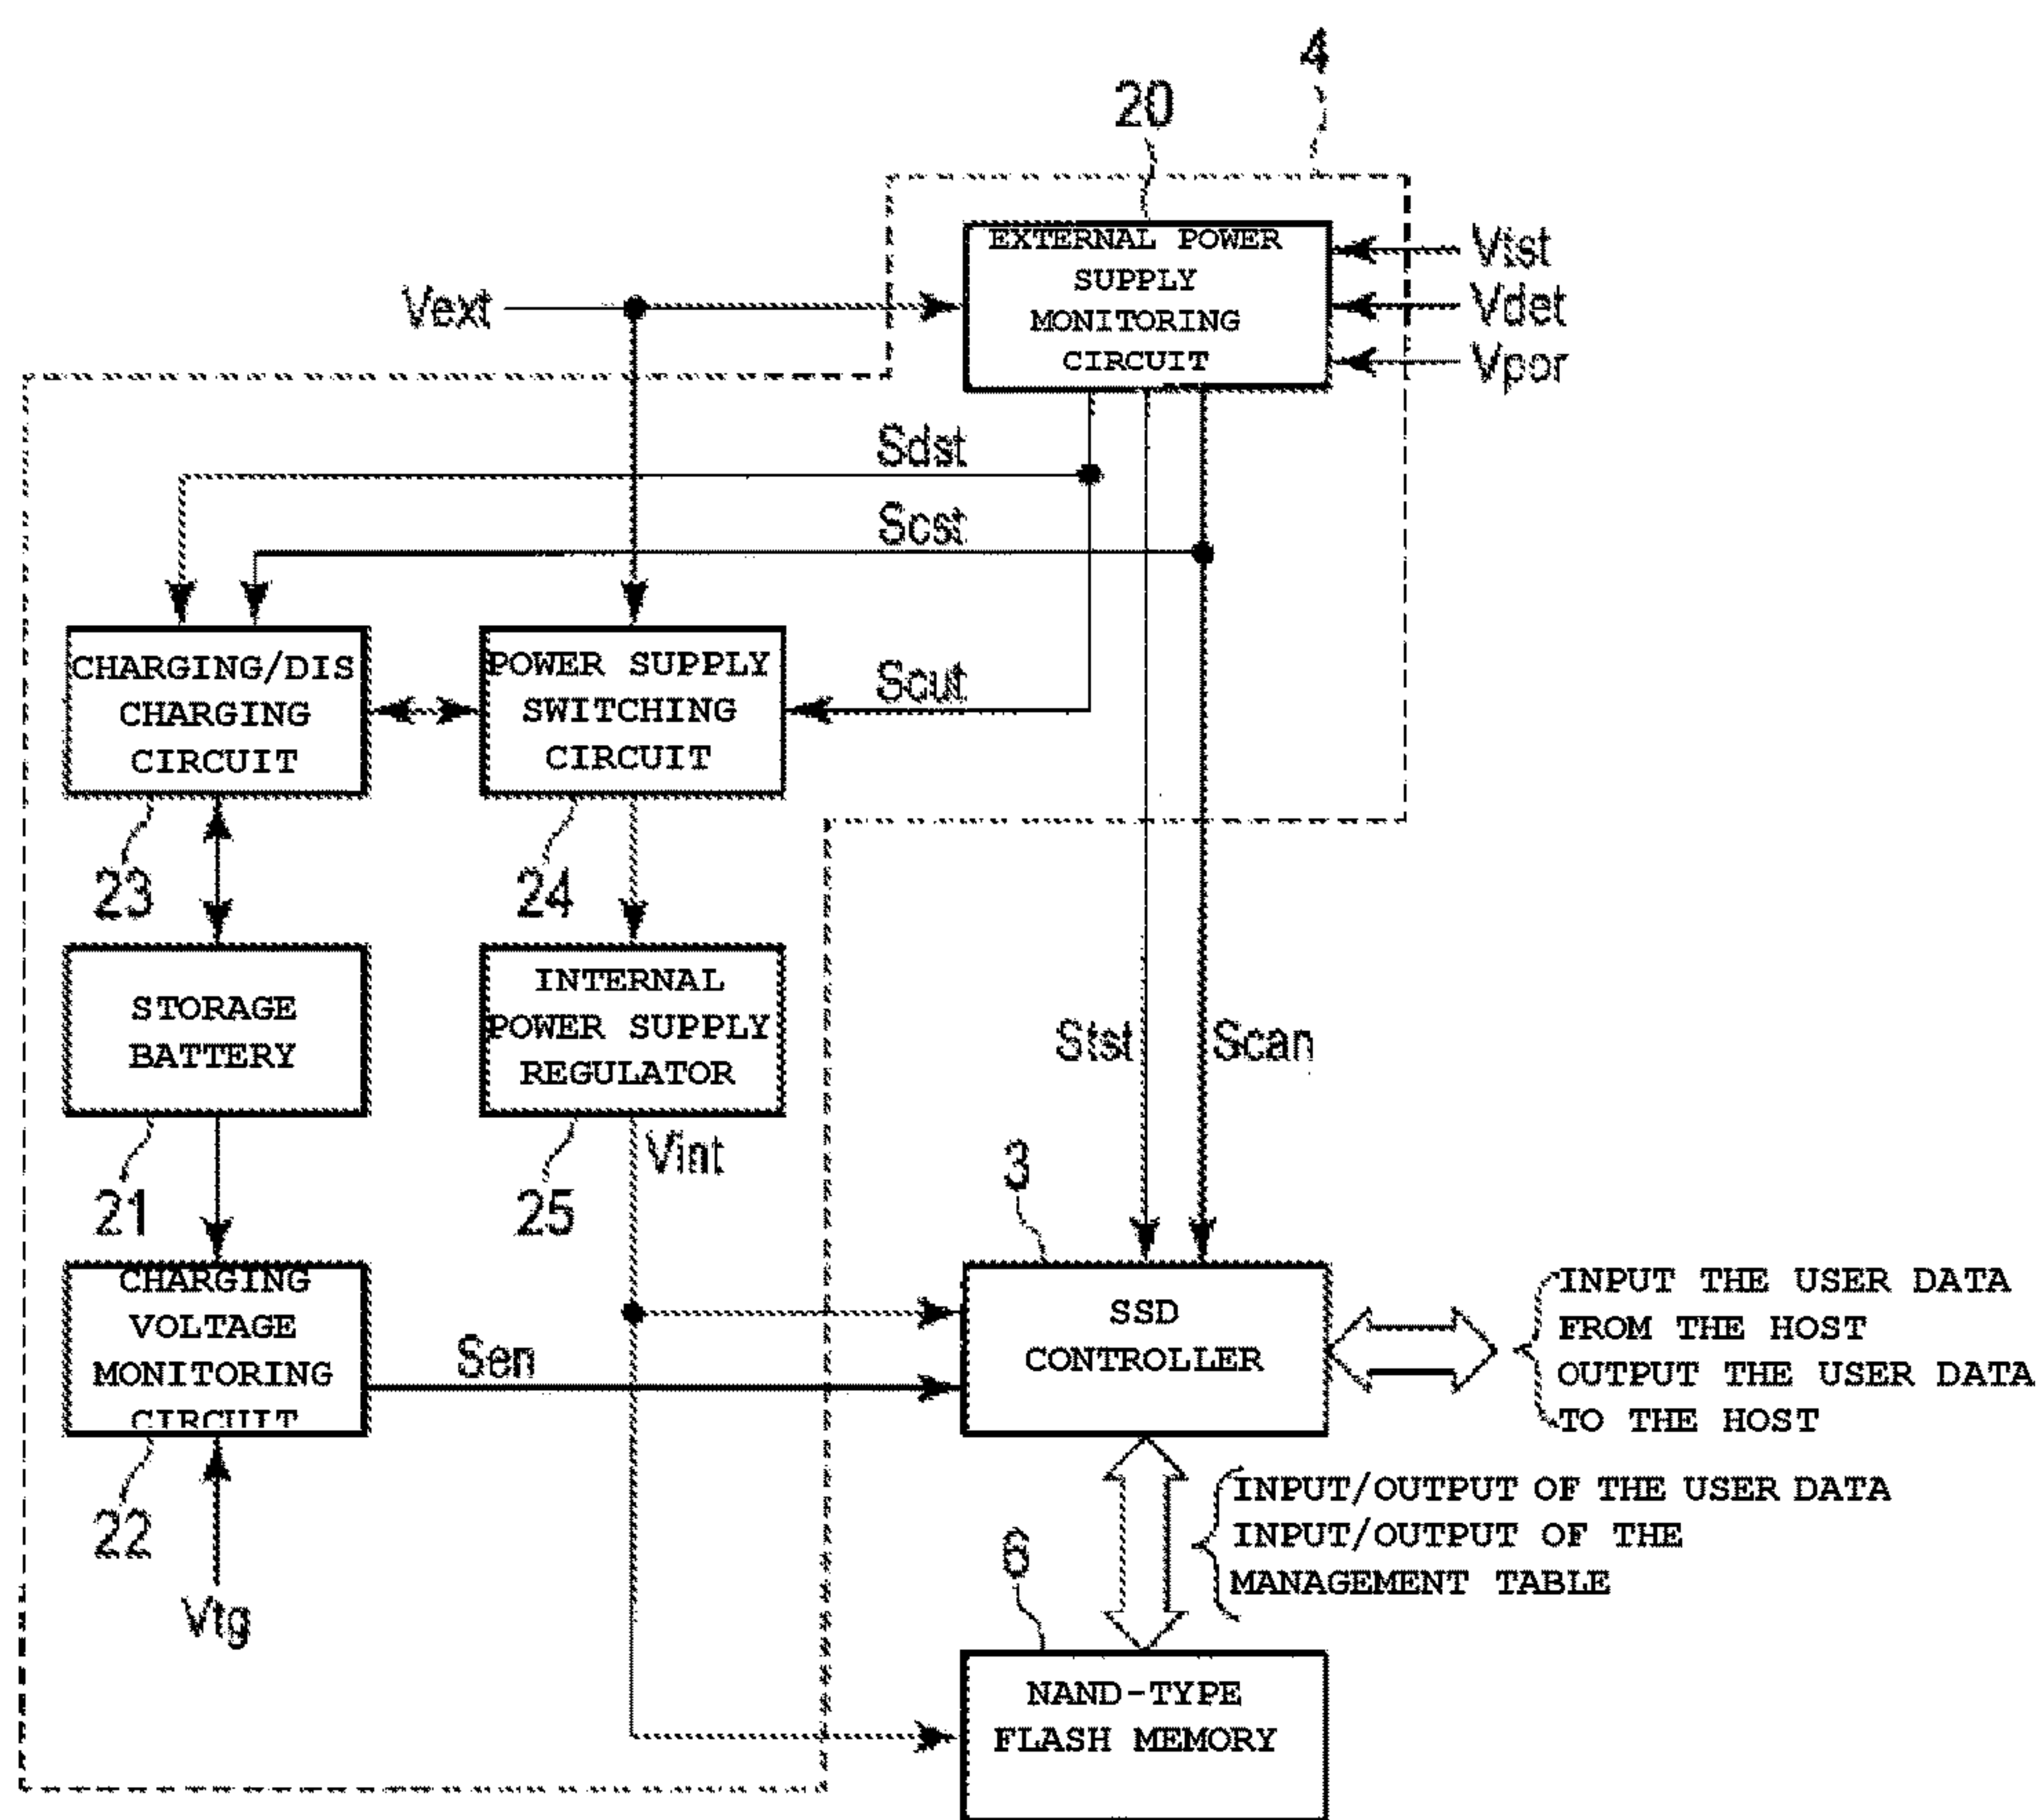 4
20
EXTERNAL POWER
SUPPLY
MONITORING
CIRCUIT
Vtst
Vdet
Vpor
Vext
Sdst
Scst
CHARGING/DIS
CHARGING
CIRCUIT
POWER SUPPLY
SWITCHING
CIRCUIT
Scut
23
24
STORAGE
BATTERY
INTERNAL
POWER SUPPLY
REGULATOR
Stst
Scan
21
25
Vint
3
CHARGING
VOLTAGE
MONITORING
CIRCUIT
Sen
SSD
CONTROLLER
INPUT THE USER DATA
FROM THE HOST
OUTPUT THE USER DATA
TO THE HOST
22
Vtg
INPUT/OUTPUT OF THE USER DATA
INPUT/OUTPUT OF THE
MANAGEMENT TABLE
6
NAND-TYPE
FLASH MEMORY